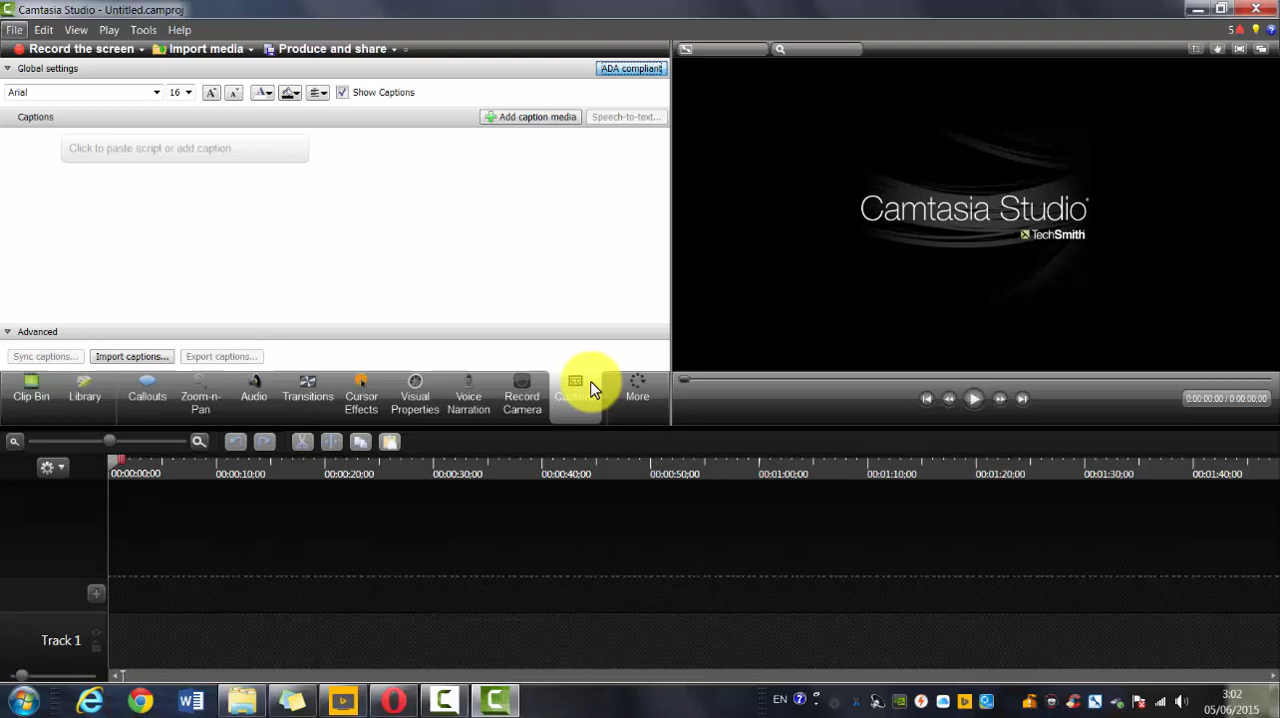 Camtasia Studio - Untitled.camproj
File Edit View Play Tools Help
5
Record the screen Import media Produce and share
Global settings
ADA compliant
Arial 16 Show Captions
Captions
Add caption media Speech-to-text...
Click to paste script or add caption...
Camtasia Studio
TechSmith
Advanced
Sync captions... Import captions... Export captions...
Clip Bin Library Callouts Zoom-n-Pan Audio Transitions Cursor Effects Visual Properties Voice Narration Record Camera CC More
0:00:00;00 / 0:00:00;00
00:00:00;00 00:00:10;00 00:00:20;00 00:00:30;00 00:00:40;00 00:00:50;00 00:01:00;00 00:01:10;00 00:01:20;00 00:01:30;00 00:01:40;00
Track 1
EN
3:02
05/06/2015